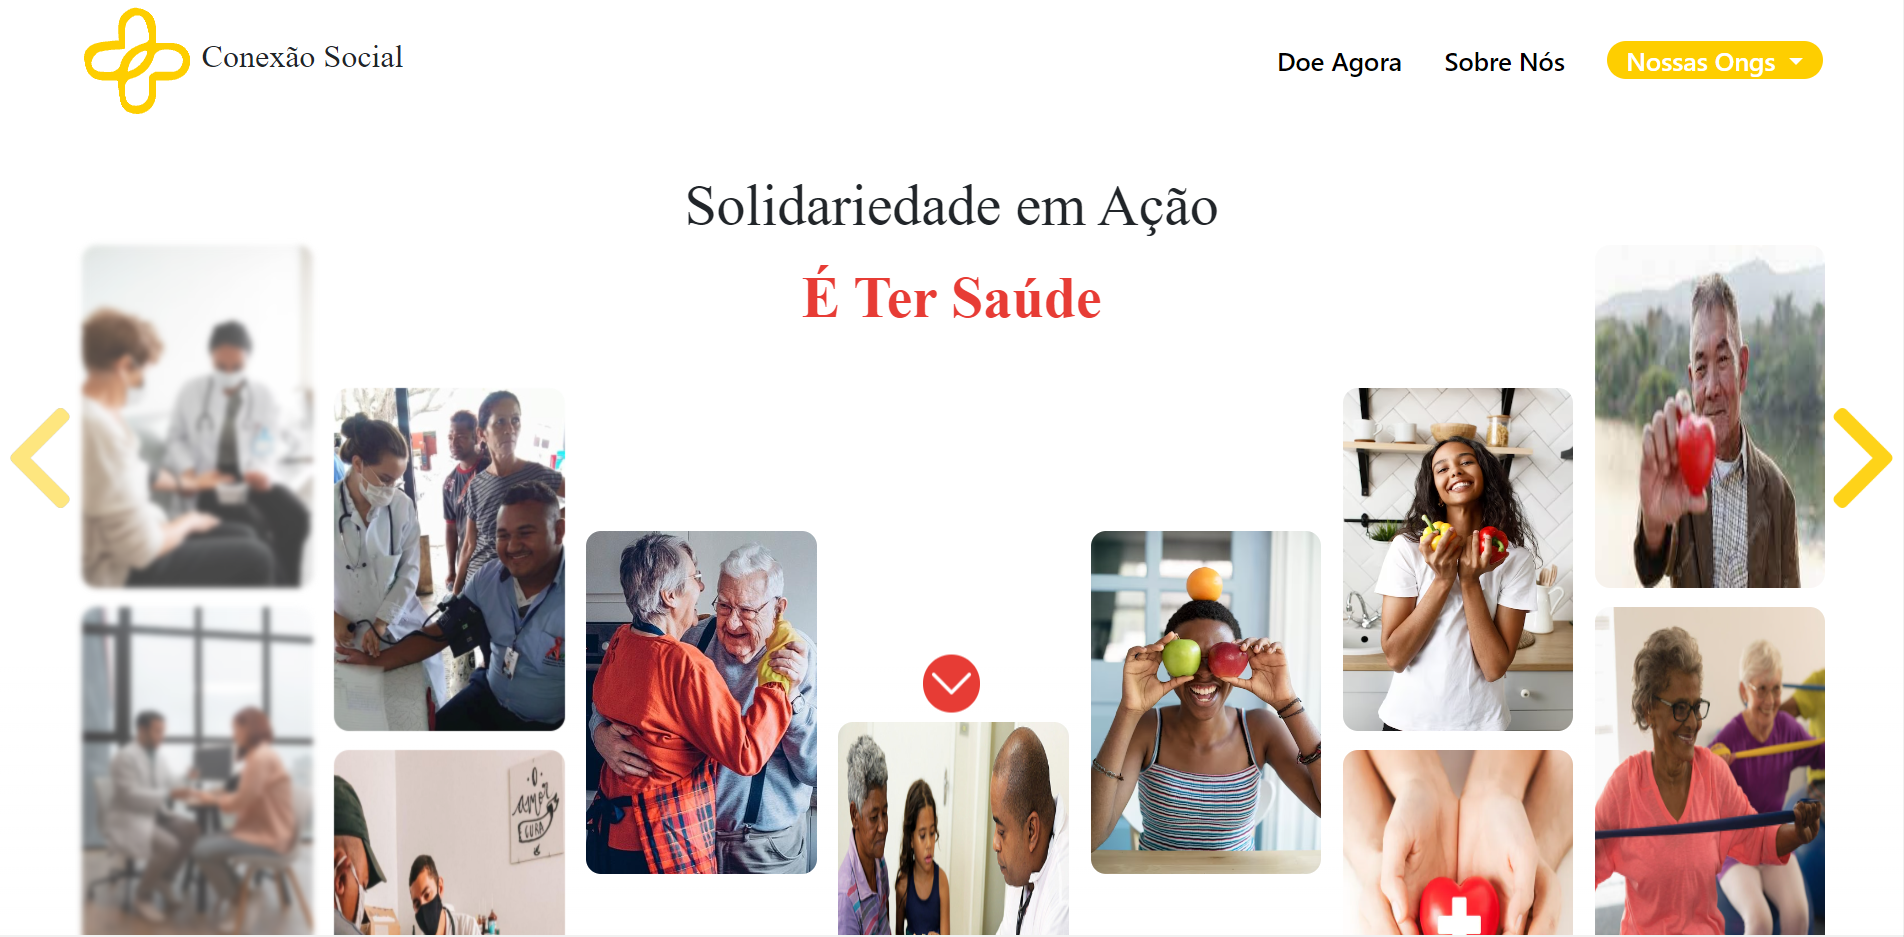 Conexão Social
Doe Agora
Sobre Nós
Nossas Ongs
Solidariedade em Ação
É Ter Saúde
O
amor
CURA